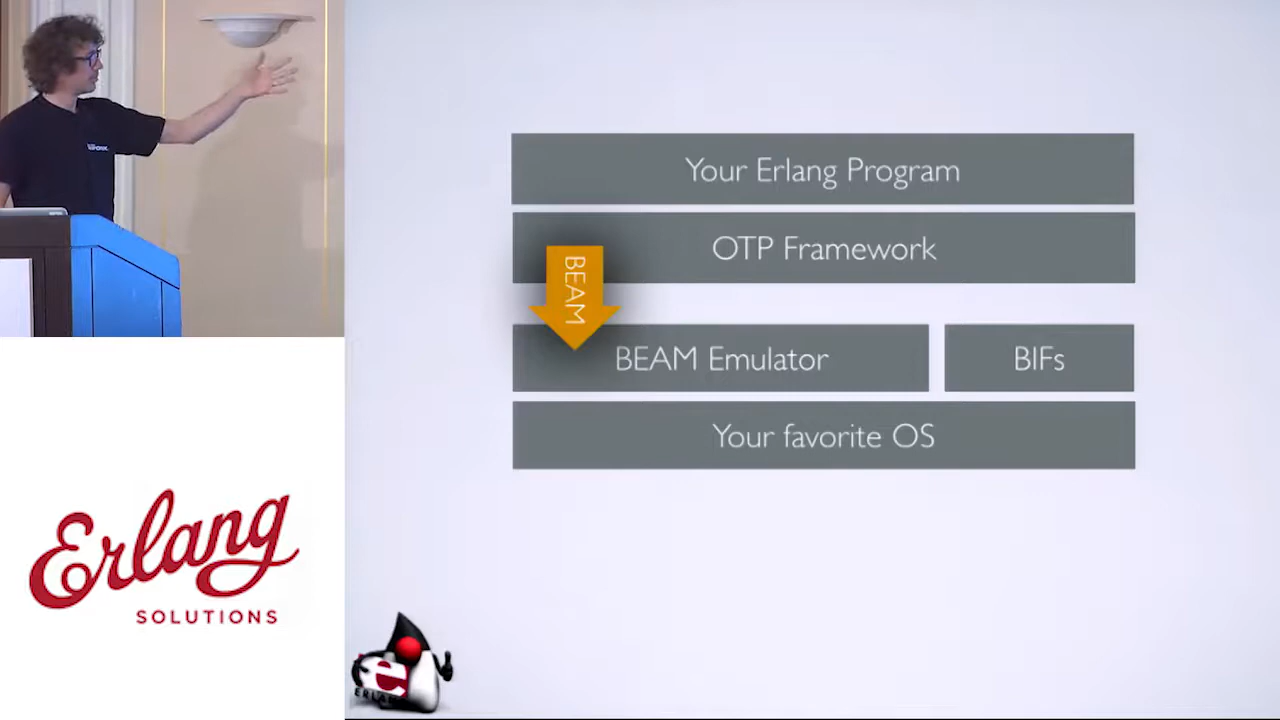 Your Erlang Program
OTP Framework
BEAM
BEAM Emulator
BIFs
Your favorite OS
Erlang
SOLUTIONS
e